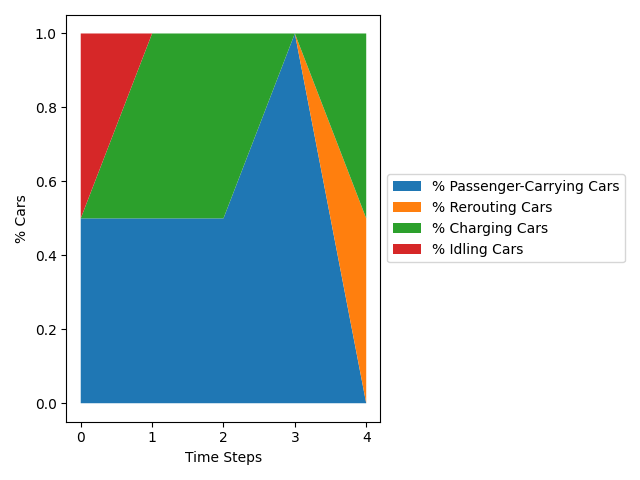 1.0
0.8
0.6
0.4
0.2
0.0
% Cars
0
1
2
3
4
Time Steps
% Passenger-Carrying Cars
% Rerouting Cars
% Charging Cars
% Idling Cars